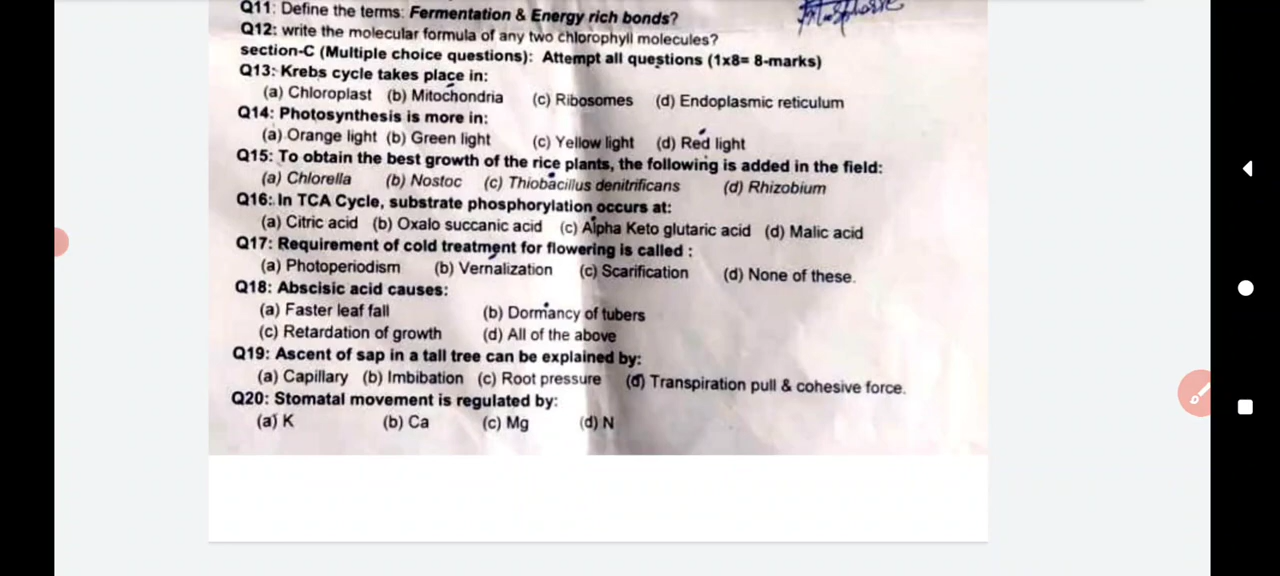 Q11: Define the terms: Fermentation & Energy rich bonds?
Q12: write the molecular formula of any two chlorophyll molecules?
section-C (Multiple choice questions): Attempt all questions (1x8= 8-marks)
Q13: Krebs cycle takes place in:
(a) Chloroplast (b) Mitochondria (c) Ribosomes (d) Endoplasmic reticulum
Q14: Photosynthesis is more in:
(a) Orange light (b) Green light (c) Yellow light (d) Red light
Q15: To obtain the best growth of the rice plants, the following is added in the field:
(a) Chlorella (b) Nostoc (c) Thiobacillus denitrificans (d) Rhizobium
Q16: In TCA Cycle, substrate phosphorylation occurs at:
(a) Citric acid (b) Oxalo succanic acid (c) Alpha Keto glutaric acid (d) Malic acid
Q17: Requirement of cold treatment for flowering is called :
(a) Photoperiodism (b) Vernalization (c) Scarification (d) None of these.
Q18: Abscisic acid causes:
(a) Faster leaf fall (b) Dormancy of tubers
(c) Retardation of growth (d) All of the above
Q19: Ascent of sap in a tall tree can be explained by:
(a) Capillary (b) Imbibation (c) Root pressure (d) Transpiration pull & cohesive force.
Q20: Stomatal movement is regulated by:
(a) K (b) Ca (c) Mg (d) N